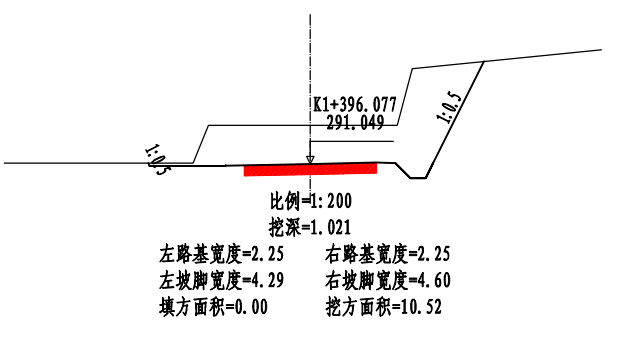 K1+396.077
291.049
1:0.5
1:0.5
比例=1:200
挖深=1.021
左路基宽度=2.25 右路基宽度=2.25
左坡脚宽度=4.29 右坡脚宽度=4.60
填方面积=0.00 挖方面积=10.52